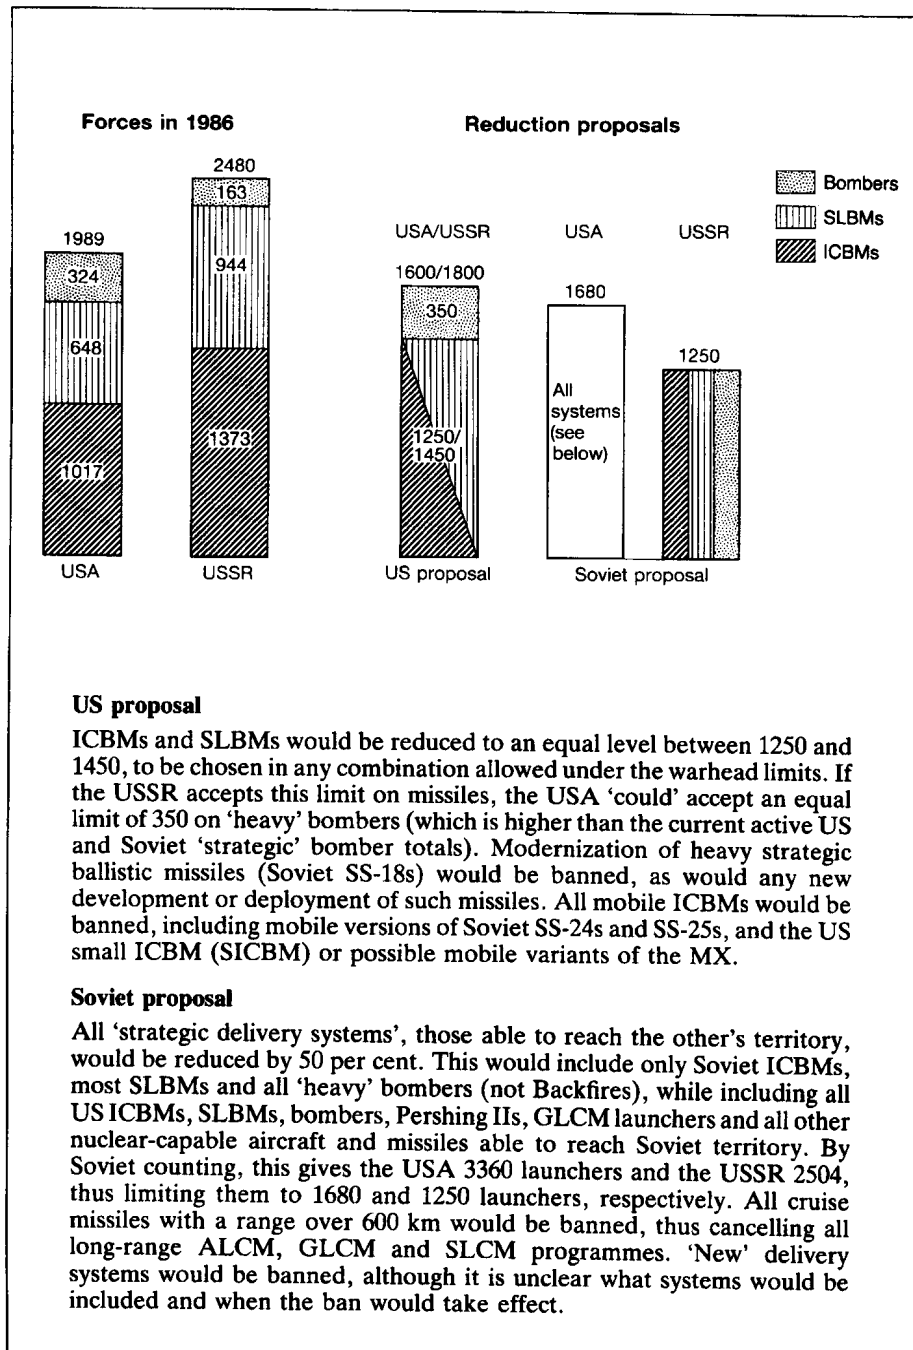 Forces in 1986
Reduction proposals
2480
163
944
1373
USSR
1989
324
648
1017
USA
USA/USSR
1600/1800
350
1250/
1450
US proposal
USA
1680
All
systems
(see
below)
USSR
1250
Soviet proposal
Bombers
SLBMs
ICBMs
US proposal
ICBMs and SLBMs would be reduced to an equal level between 1250 and
1450, to be chosen in any combination allowed under the warhead limits. If
the USSR accepts this limit on missiles, the USA ‘could’ accept an equal
limit of 350 on ‘heavy’ bombers (which is higher than the current active US
and Soviet ‘strategic’ bomber totals). Modernization of heavy strategic
ballistic missiles (Soviet SS-18s) would be banned, as would any new
development or deployment of such missiles. All mobile ICBMs would be
banned, including mobile versions of Soviet SS-24s and SS-25s, and the US
small ICBM (SICBM) or possible mobile variants of the MX.
Soviet proposal
All ‘strategic delivery systems’, those able to reach the other’s territory,
would be reduced by 50 per cent. This would include only Soviet ICBMs,
most SLBMs and all ‘heavy’ bombers (not Backfires), while including all
US ICBMs, SLBMs, bombers, Pershing IIs, GLCM launchers and all other
nuclear-capable aircraft and missiles able to reach Soviet territory. By
Soviet counting, this gives the USA 3360 launchers and the USSR 2504,
thus limiting them to 1680 and 1250 launchers, respectively. All cruise
missiles with a range over 600 km would be banned, thus cancelling all
long-range ALCM, GLCM and SLCM programmes. ‘New’ delivery
systems would be banned, although it is unclear what systems would be
included and when the ban would take effect.